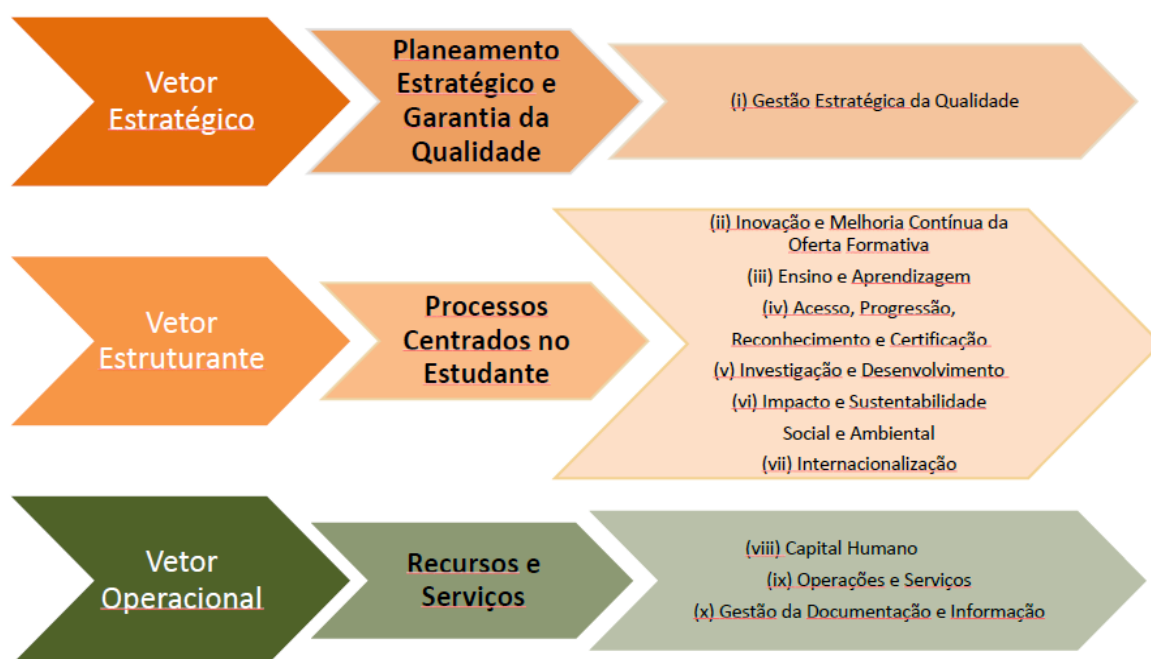 Vetor
Estratégico
Planeamento
Estratégico e
Garantia da
Qualidade
(i) Gestão Estratégica da Qualidade
Vetor
Estruturante
Processos
Centrados no
Estudante
(ii) Inovação e Melhoria Contínua da
Oferta Formativa
(iii) Ensino e Aprendizagem
(iv) Acesso, Progressão,
Reconhecimento e Certificação
(v) Investigação e Desenvolvimento
(vi) Impacto e Sustentabilidade
Social e Ambiental
(vii) Internacionalização
Vetor
Operacional
Recursos e
Serviços
(viii) Capital Humano
(ix) Operações e Serviços
(x) Gestão da Documentação e Informação